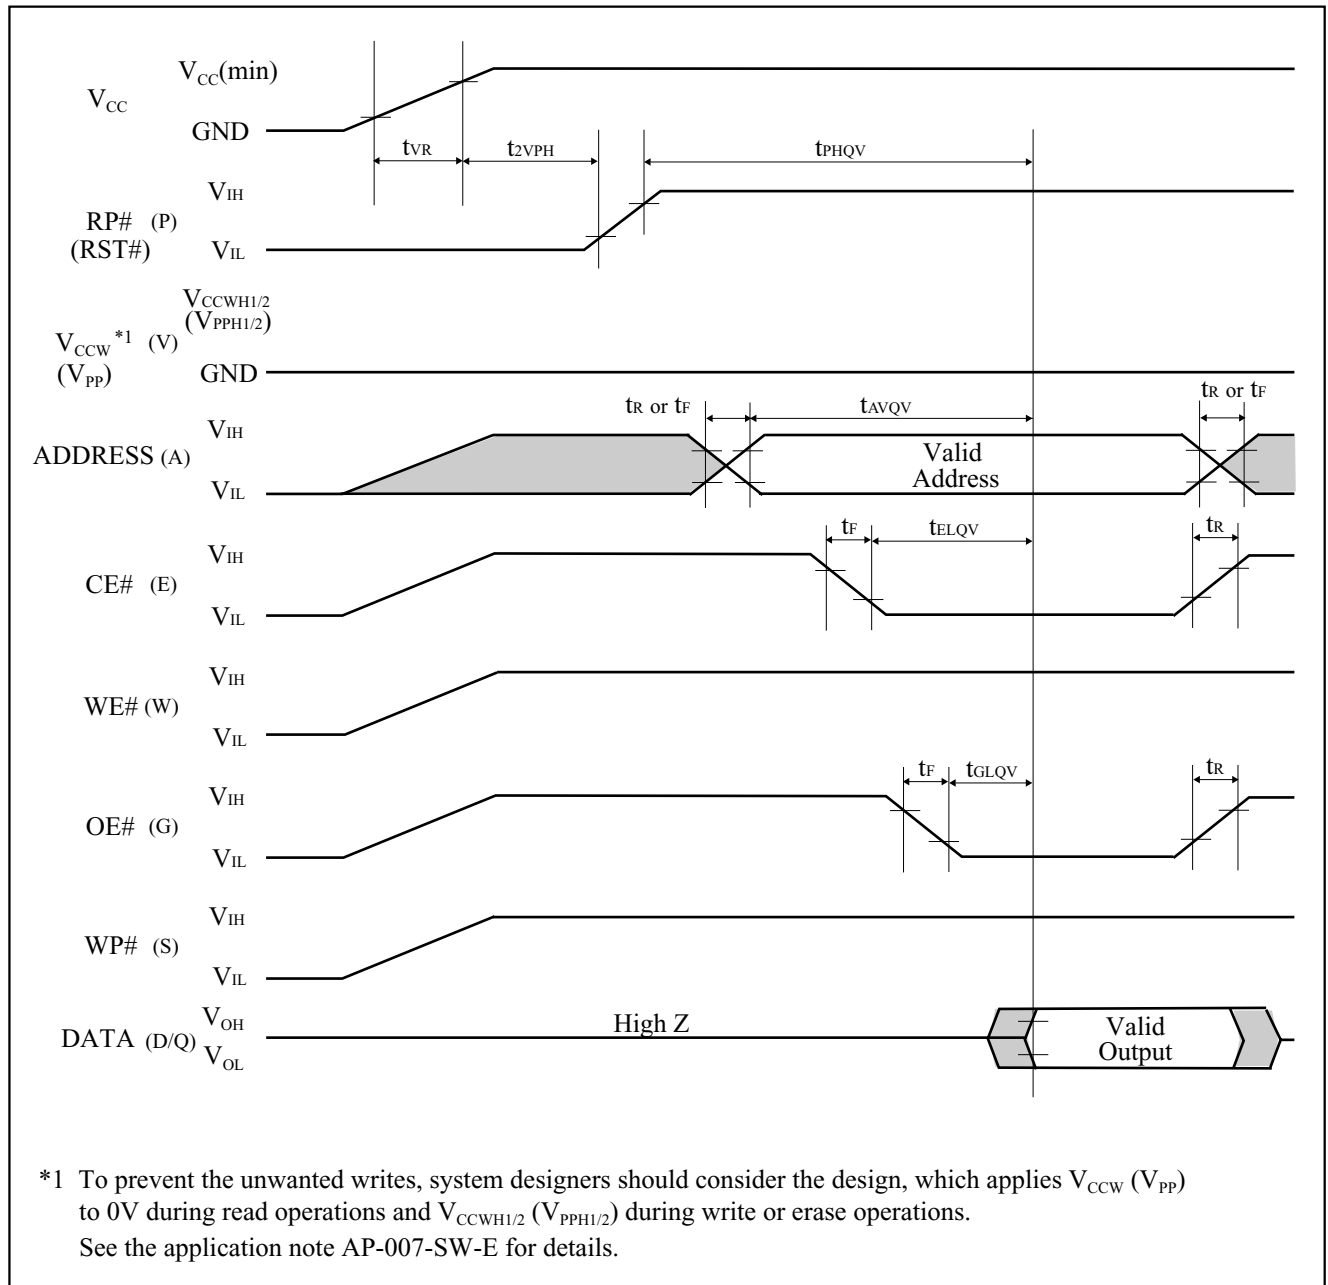 VCC(min)
VCC
GND
tVR
t2VPH
tPHQV
VIH
RP# (P)
(RST#)
VIL
VCCWH1/2
(VPPH1/2)
VCCW *1 (V)
(VPP)
GND
tR or tF
tAVQV
tR or tF
VIH
ADDRESS (A)
Valid
Address
VIL
tF
tELQV
tR
VIH
CE# (E)
VIL
VIH
WE# (W)
VIL
tF
tGLQV
tR
VIH
OE# (G)
VIL
VIH
WP# (S)
VIL
VOH
High Z
DATA (D/Q)
Valid
Output
VOL
*1 To prevent the unwanted writes, system designers should consider the design, which applies VCCW (VPP)
to 0V during read operations and VCCWH1/2 (VPPH1/2) during write or erase operations.
See the application note AP-007-SW-E for details.